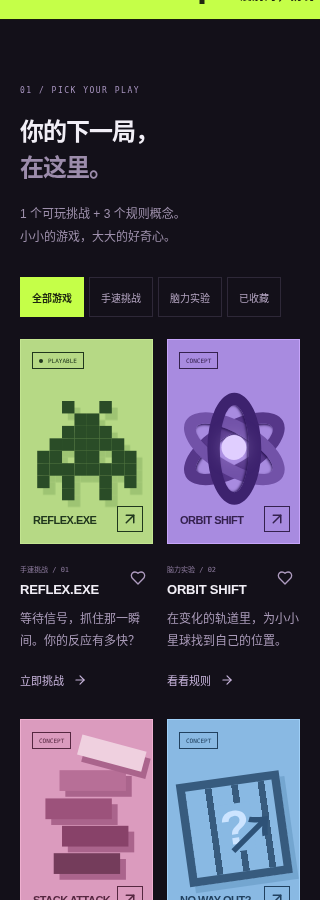 01 / PICK YOUR PLAY
你的下一局，
在这里。
1 个可玩挑战 + 3 个规则概念。
小小的游戏，大大的好奇心。
全部游戏
手速挑战
脑力实验
已收藏
PLAYABLE
REFLEX.EXE
CONCEPT
ORBIT SHIFT
手速挑战 / 01
REFLEX.EXE
等待信号，抓住那一瞬
间。你的反应有多快？
立即挑战
脑力实验 / 02
ORBIT SHIFT
在变化的轨道里，为小小
星球找到自己的位置。
看看规则
CONCEPT
STACK ATTACK
CONCEPT
?
NO WAY OUT?